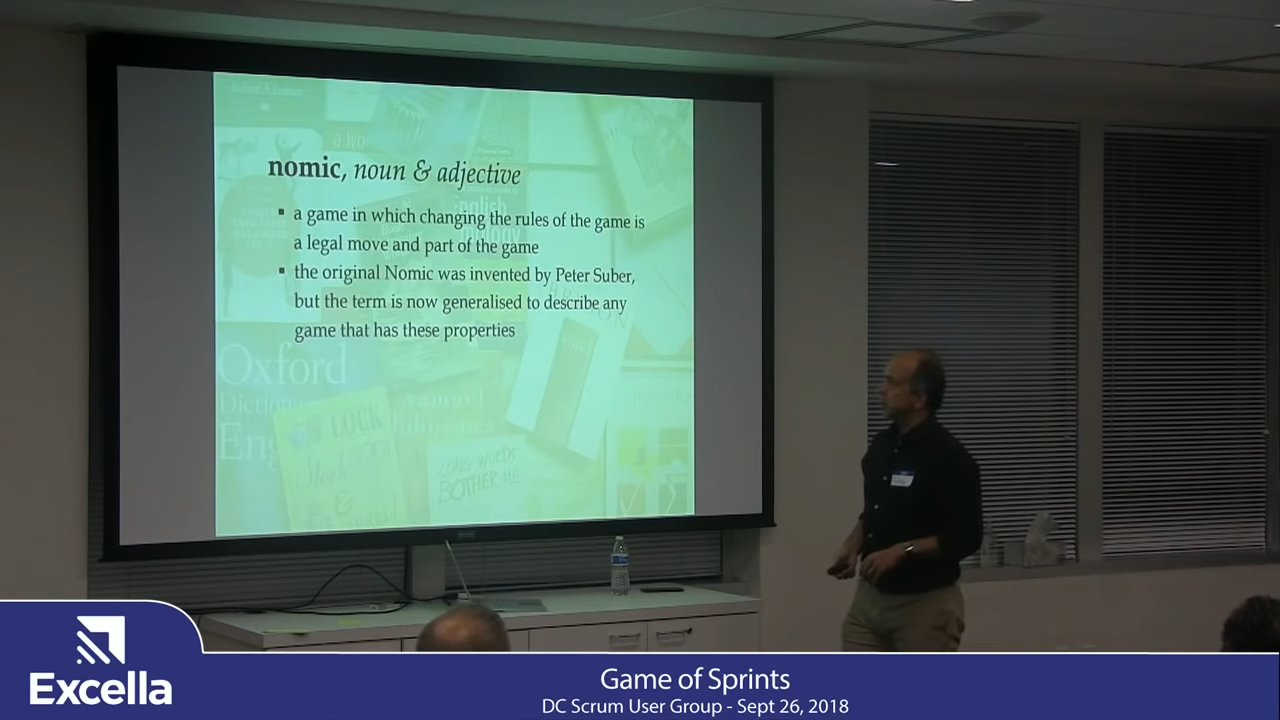 nomic, noun & adjective
▪ a game in which changing the rules of the game is
a legal move and part of the game
▪ the original Nomic was invented by Peter Suber,
but the term is now generalised to describe any
game that has these properties
English
Oxford
Dictionary
LONG WORDS
BOTHER ME
Excella
Game of Sprints
DC Scrum User Group - Sept 26, 2018